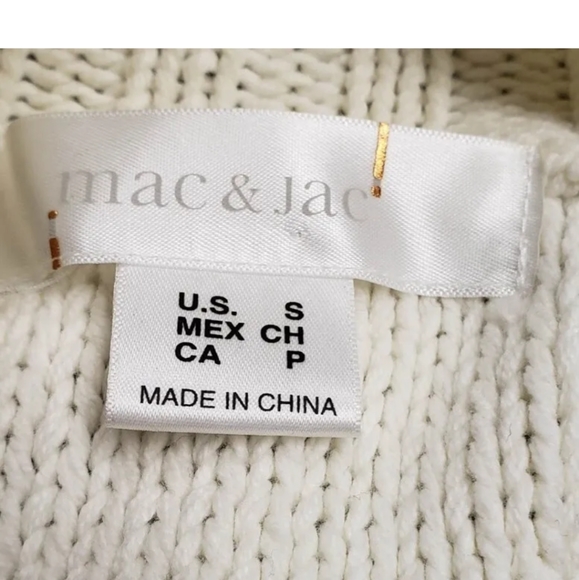 mac & Jac
U.S. S
MEX CH
CA P
MADE IN CHINA